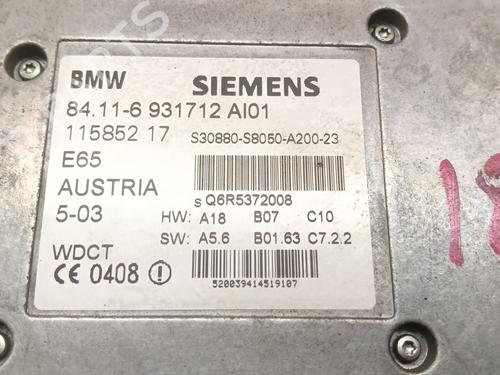 BMW SIEMENS
84.11-6 931712 AI01
115852 17 S30880-S8050-A200-23
E65
AUSTRIA
S Q6R5372008
5-03 HW: A18 B07 C10
SW: A5.6 B01.63 C7.2.2
WDCT
CE 0408
520039414519107